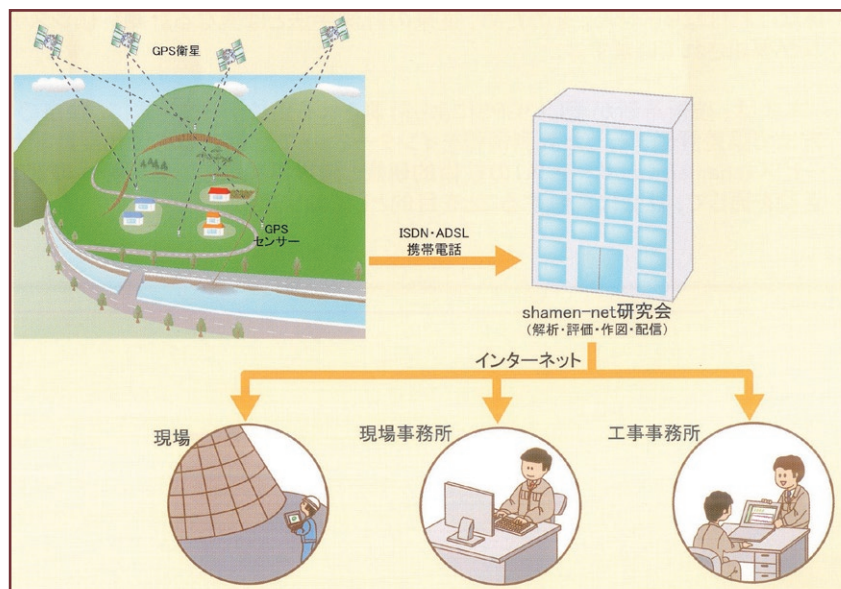 GPS衛星
GPS
センサー
ISDN・ADSL
携帯電話
shamen-net研究会
(解析・評価・作図・配信)
インターネット
現場
現場事務所
工事事務所